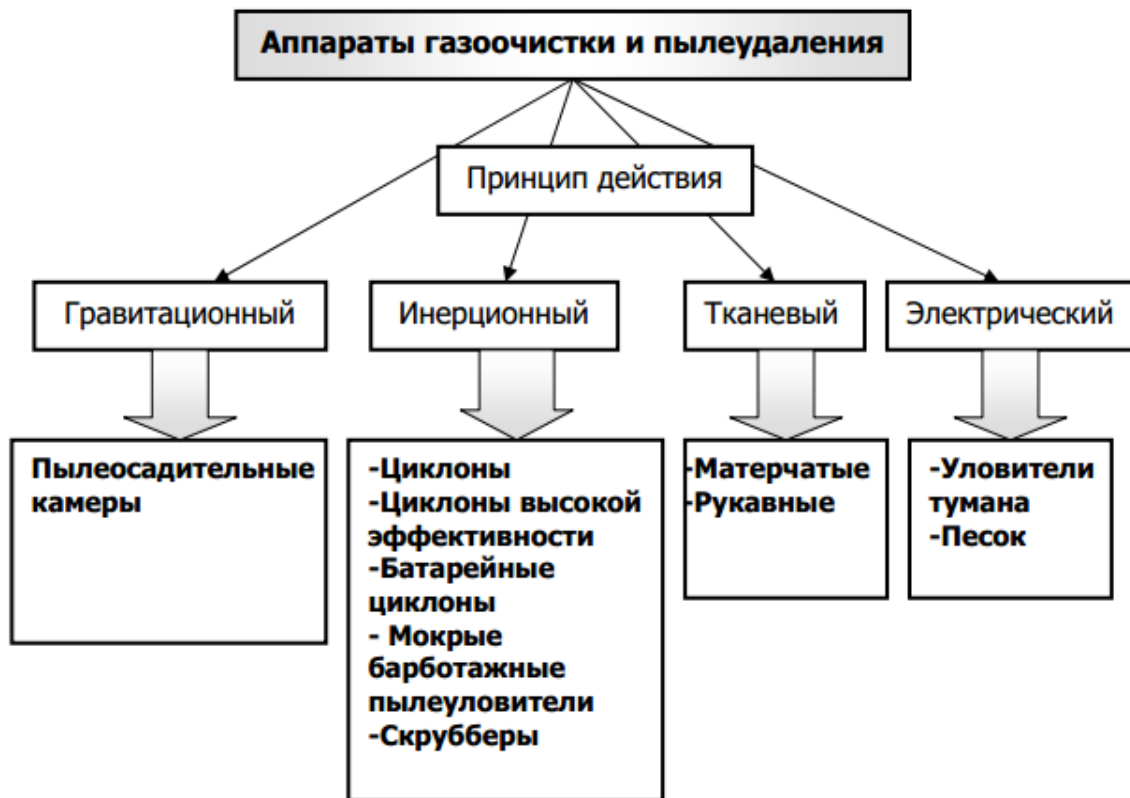 Аппараты газоочистки и пылеудаления
Принцип действия
Гравитационный
Инерционный
Тканевый
Электрический
Пылеосадительные
камеры
-Циклоны
-Циклоны высокой
эффективности
-Батарейные
циклоны
- Мокрые
барботажные
пылеуловители
-Скрубберы
-Матерчатые
-Рукавные
-Уловители
тумана
-Песок